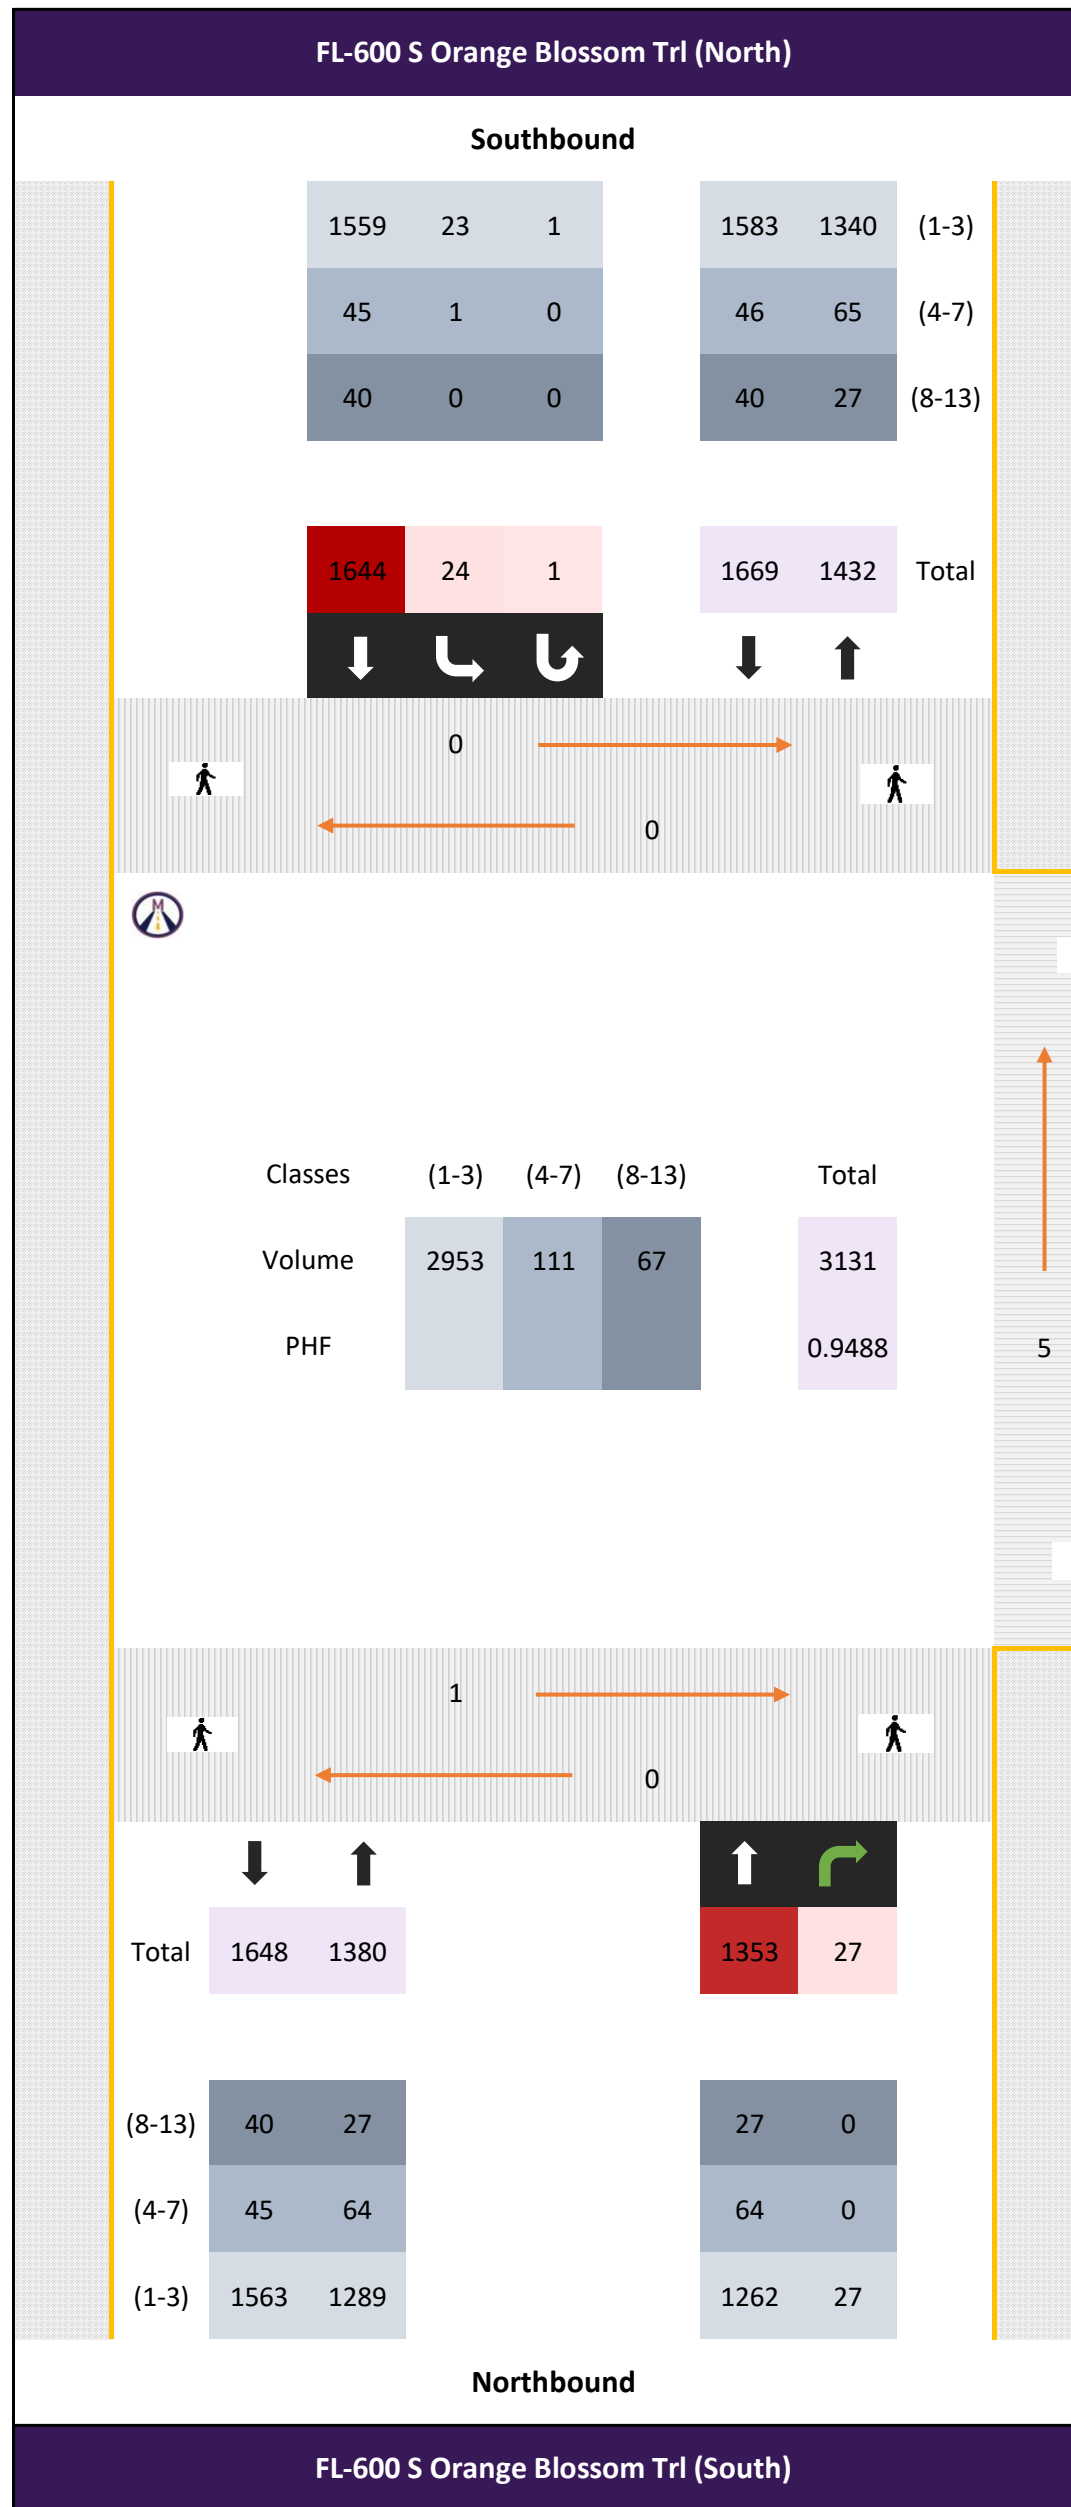 FL-600 S Orange Blossom Trl (North)
Southbound
1559 23 1 1583 1340 (1-3)
45 1 0 46 65 (4-7)
40 0 0 40 27 (8-13)
1644 24 1 1669 1432 Total
0
0
M
Classes (1-3) (4-7) (8-13) Total
Volume 2953 111 67 3131
PHF 0.9488 5
1
0
Total 1648 1380 1353 27
(8-13) 40 27 27 0
(4-7) 45 64 64 0
(1-3) 1563 1289 1262 27
Northbound
FL-600 S Orange Blossom Trl (South)